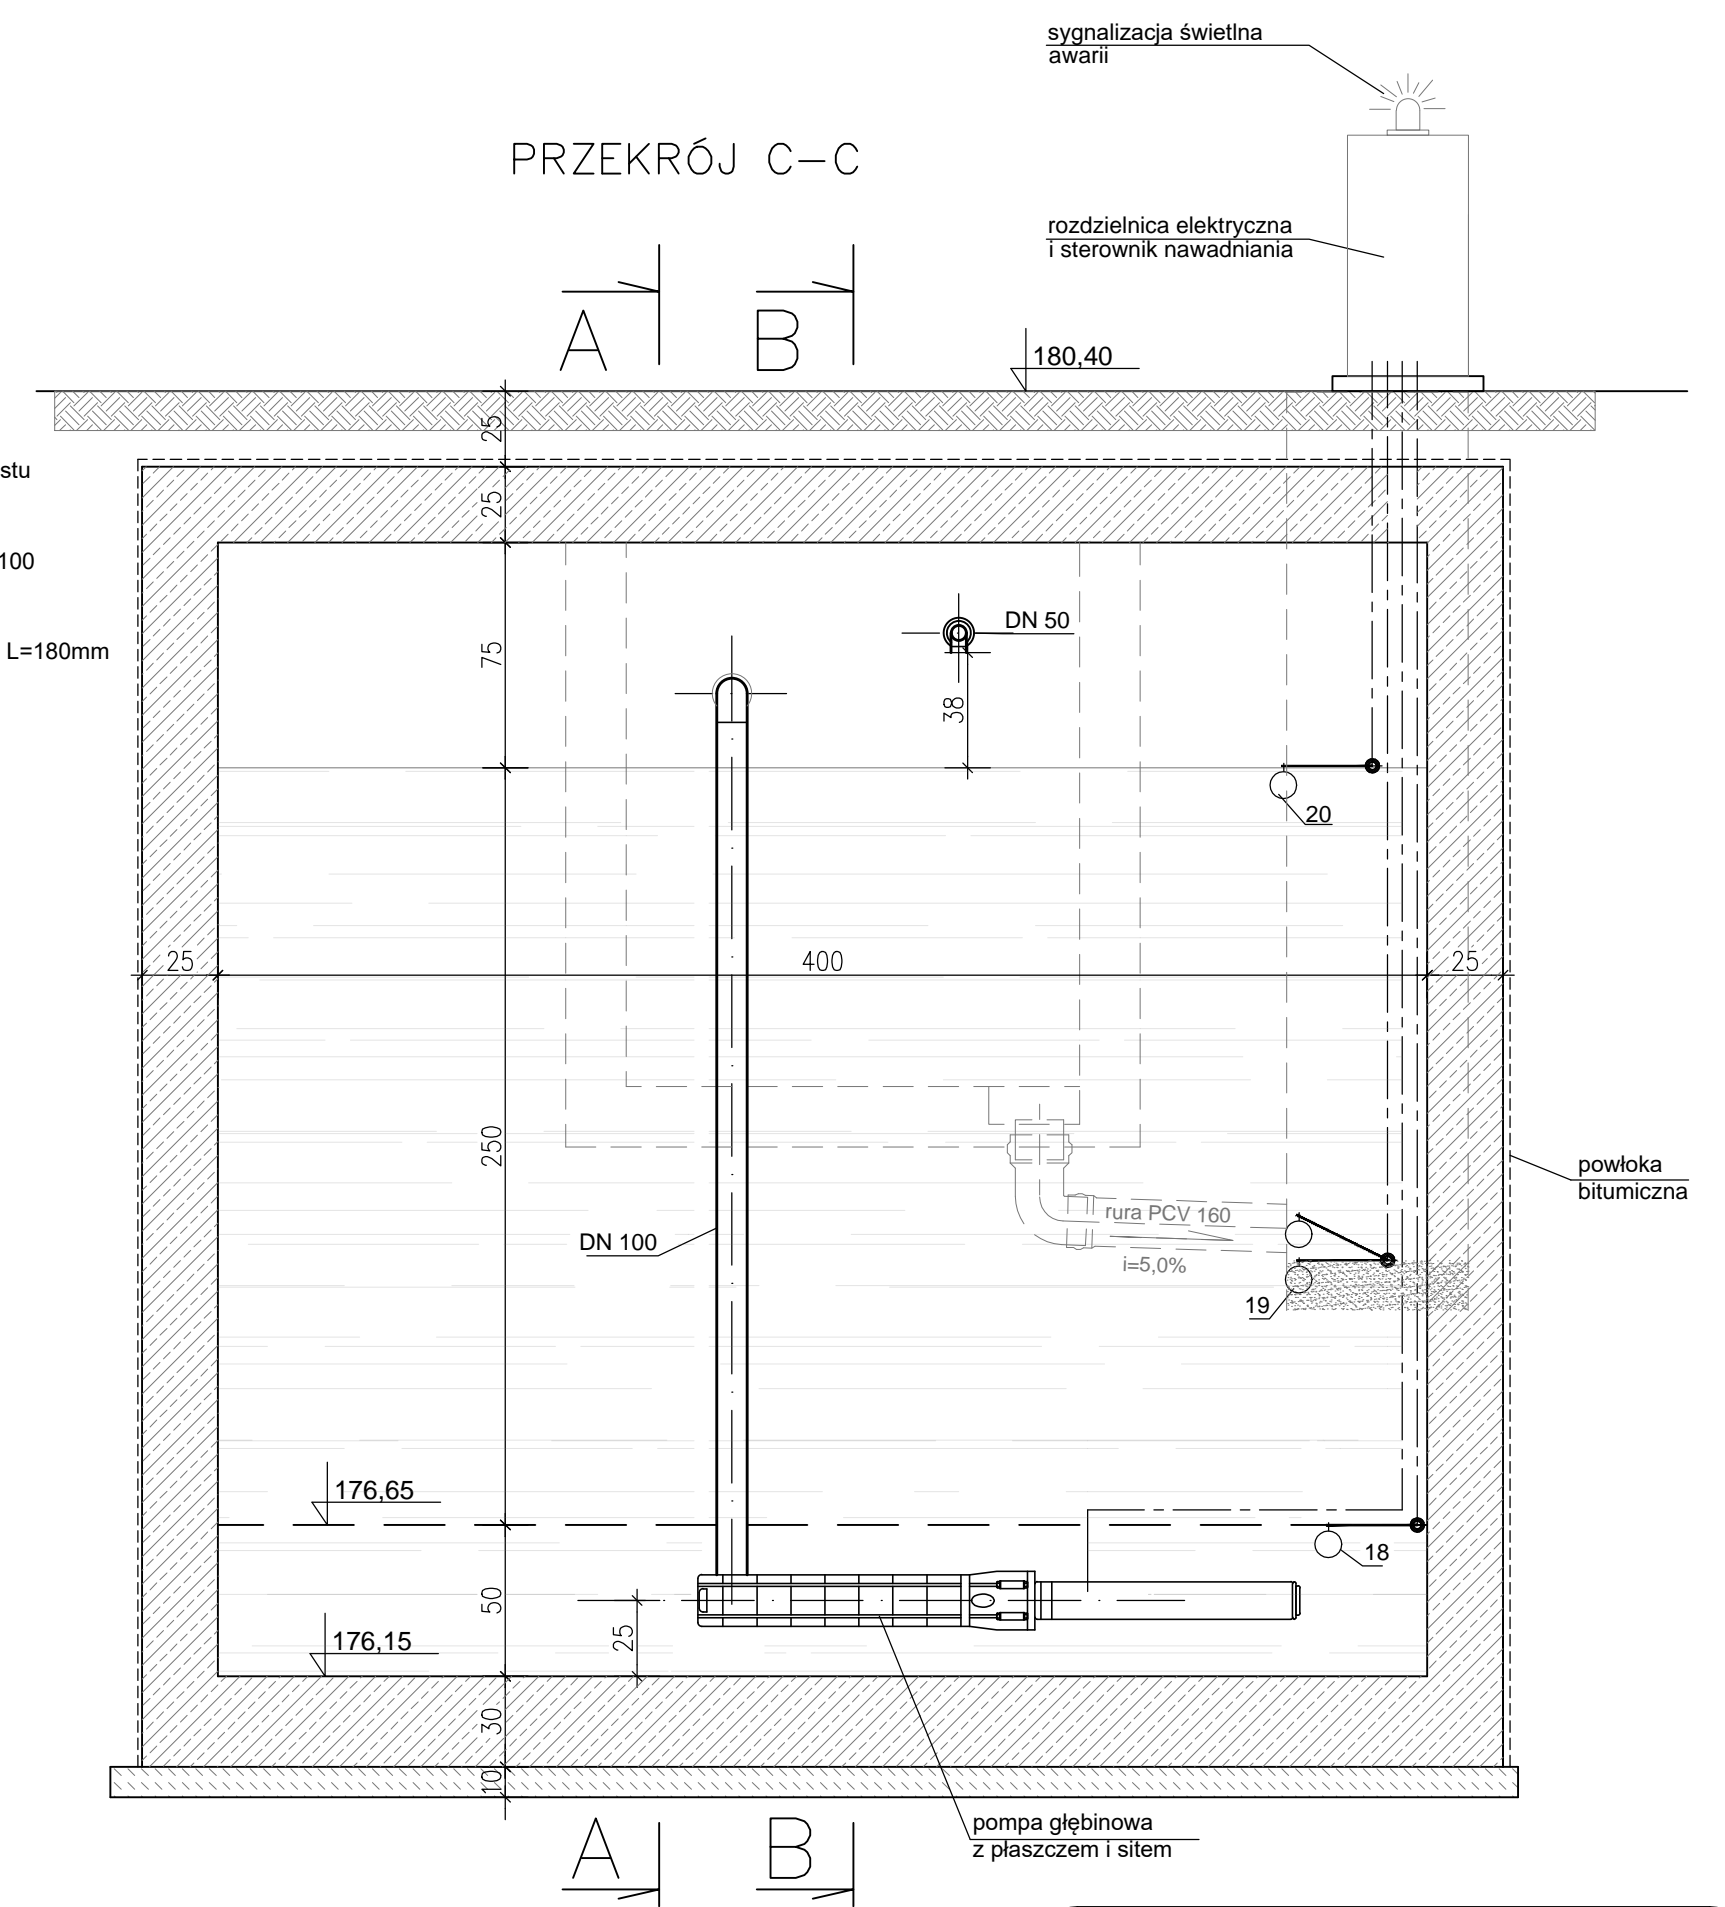 sygnalizacja świetlna
awarii
PRZEKRÓJ C-C
rozdzielnica elektryczna
i sterownik nawadniania
A
B
180,40
25
stu
25
100
DN 50
75
L=180mm
38
20
25
400
25
250
powłoka
bitumiczna
rura PCV 160
DN 100
i=5,0%
19
176,65
18
50
25
176,15
30
10
pompa głębinowa
z płaszczem i sitem
A
B